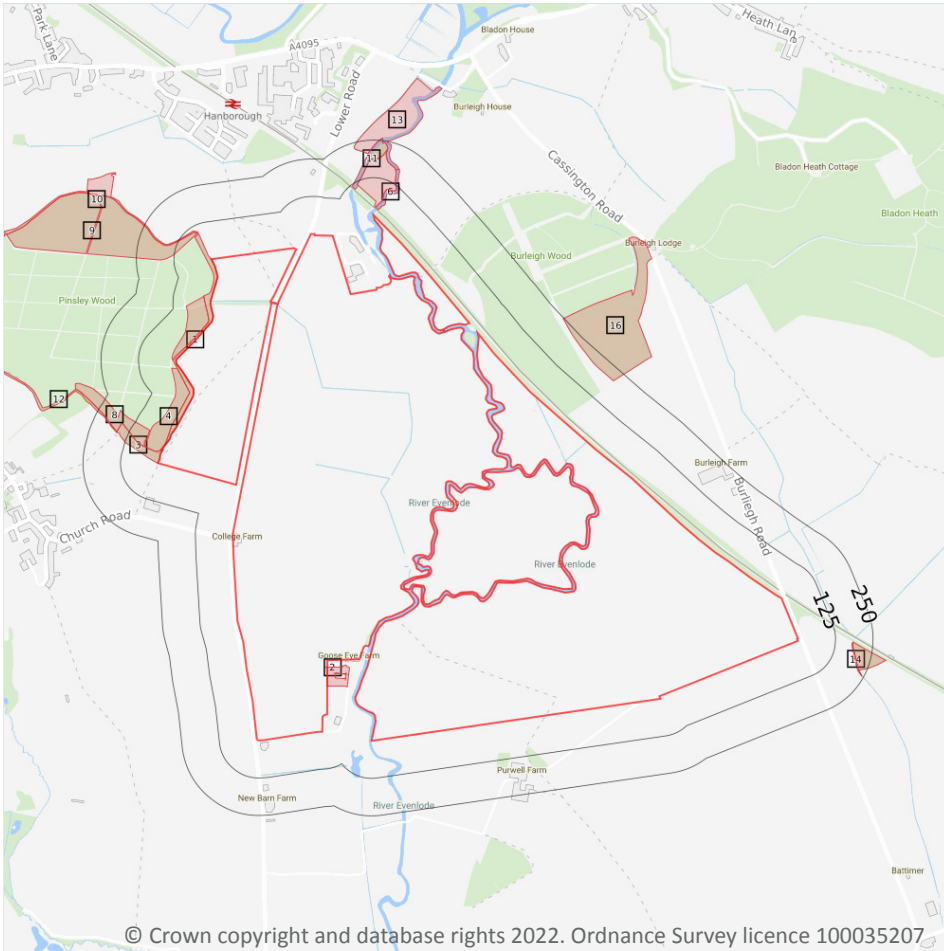 Park Lane
A4095
Bladon House
Heath Lane
Hanborough
Lower Road
13
Burleigh House
11
Bladon Heath Cottage
6
Cassington Road
10
Bladon Heath
9
Burleigh Lodge
Burleigh Wood
Pinsley Wood
16
1
12
8
4
3
Burleigh Farm
Church Road
River Evenlode
Burliegh Road
College Farm
River Evenlode
125
250
Goose Eye Farm
2
14
Purwell Farm
New Barn Farm
River Evenlode
Battimer
© Crown copyright and database rights 2022. Ordnance Survey licence 100035207